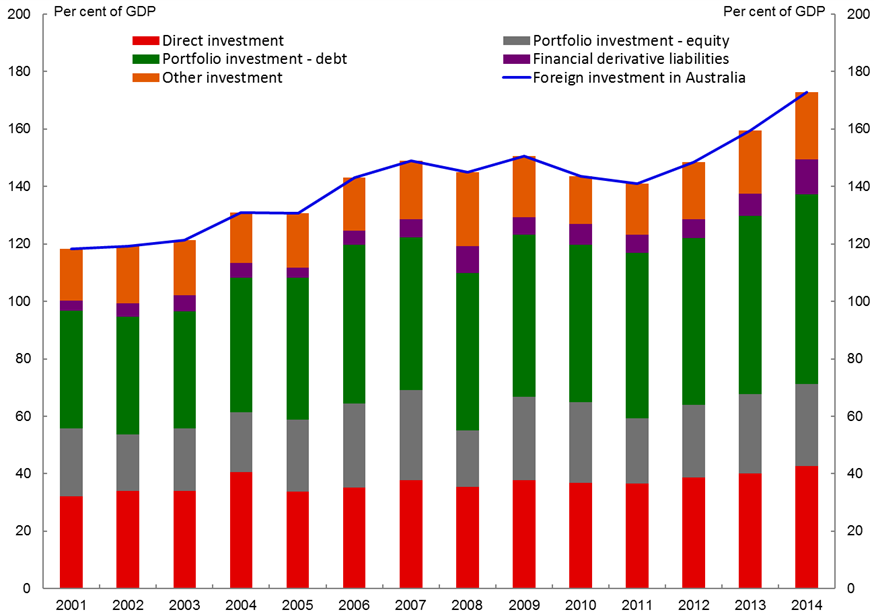 Per cent of GDP Per cent of GDP
200 200
Direct investment Portfolio investment - equity
Portfolio investment - debt Financial derivative liabilities
Other investment Foreign investment in Australia
180 180
160 160
140 140
120 120
100 100
80 80
60 60
40 40
20 20
0 0
2001 2002 2003 2004 2005 2006 2007 2008 2009 2010 2011 2012 2013 2014